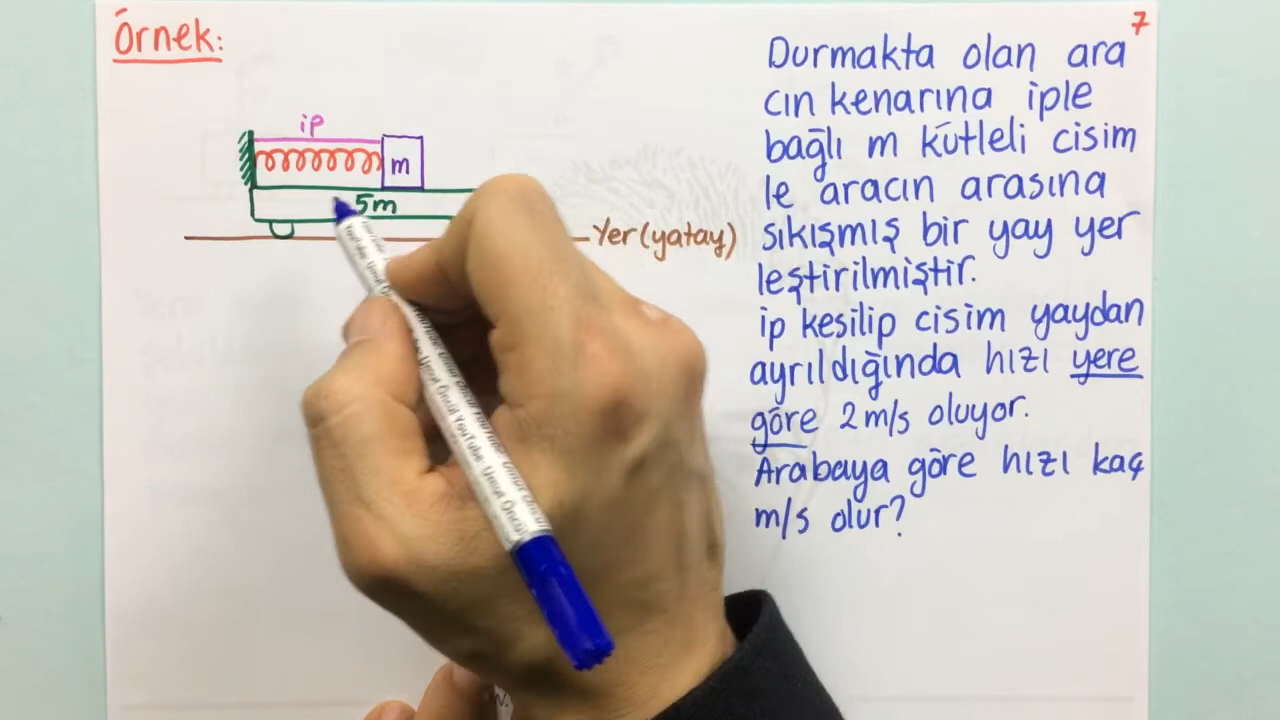 Örnek:
7
ip
m
5m
Yer (yatay)
Durmakta olan ara
cın kenarına iple
bağlı m kütleli cisim
le aracın arasına
sıkışmış bir yay yer
leştirilmiştir.
ip kesilip cisim yaydan
ayrıldığında hızı yere
göre 2 m/s oluyor.
Arabaya göre hızı kaç
m/s olur?